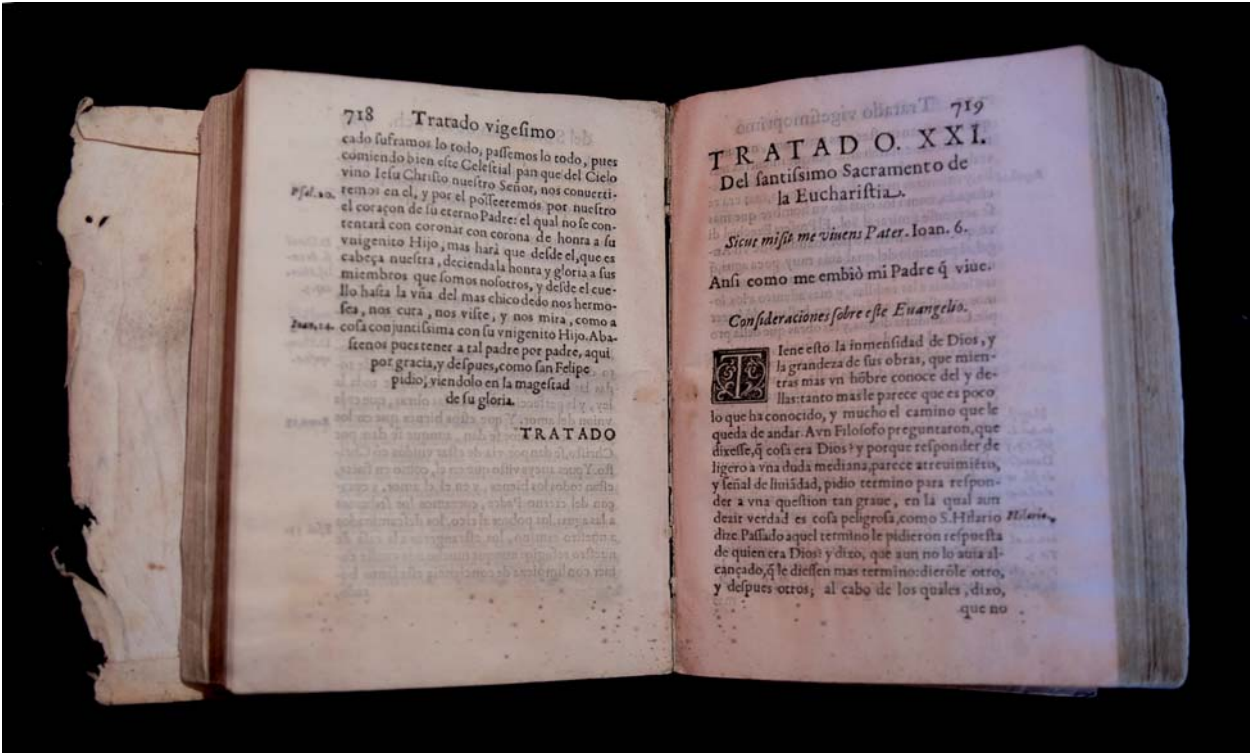 718 Tratado vigeſimo
cado ſuframos lo todo, paſſemos lo todo, pues
comiendo bien eſte Celeſtial pan que del Cielo
vino Ieſu Chriſto nueſtro Señor, nos conuerti-
Pſal.20. remos en el, y por el poſſeeremos por nueſtro
el coraçon de ſu eterno Padre: el qual no ſe con-
tentará con coronar con corona de honra a ſu
vnigenito Hijo, mas hará que deſde el, que es
cabeça nueſtra, decienda la honra y gloria a ſus
miembros que ſomos noſotros, y deſde el cue-
llo haſta la vña del mas chico dedo nos hermo-
ſea, nos cura, nos viſte, y nos mira, como a
Ioan.14. coſa conjuntiſsima con ſu vnigenito Hijo. Aba-
ſtenos pues tener a tal padre por padre, aqui
por gracia, y deſpues, como ſan Felipe
pidio, viendolo en la mageſtad
de ſu gloria.
TRATADO
719
TRATADO. XXI.
Del ſantiſsimo Sacramento de
la Euchariſtia.
Sicut miſit me viuens Pater. Ioan. 6.
Anſi como me embiò mi Padre q̃ viue.
Conſideraciones ſobre eſte Euangelio.
TIene eſto la inmenſidad de Dios, y
la grandeza de ſus obras, que mien-
tras mas vn hõbre conoce del y de-
llas: tanto mas le parece que es poco
lo que ha conocido, y mucho el camino que le
queda de andar. A vn Filoſofo preguntaron, que
dixeſſe, q̃ coſa era Dios? y porque reſponder de
ligero a vna duda mediana, parece atreuimiẽto,
y ſeñal de liuiãdad, pidio termino para reſpon-
der a vna queſtion tan graue, en la qual aun
dezir verdad es coſa peligroſa, como S. Hilario Hilario.
dize. Paſſado aquel termino le pidieron reſpueſta
de quien era Dios? y dixo, que aun no lo auia al-
cançado, q̃ le dieſſen mas termino: dierõle otro,
y deſpues otros, al cabo de los quales, dixo,
que no